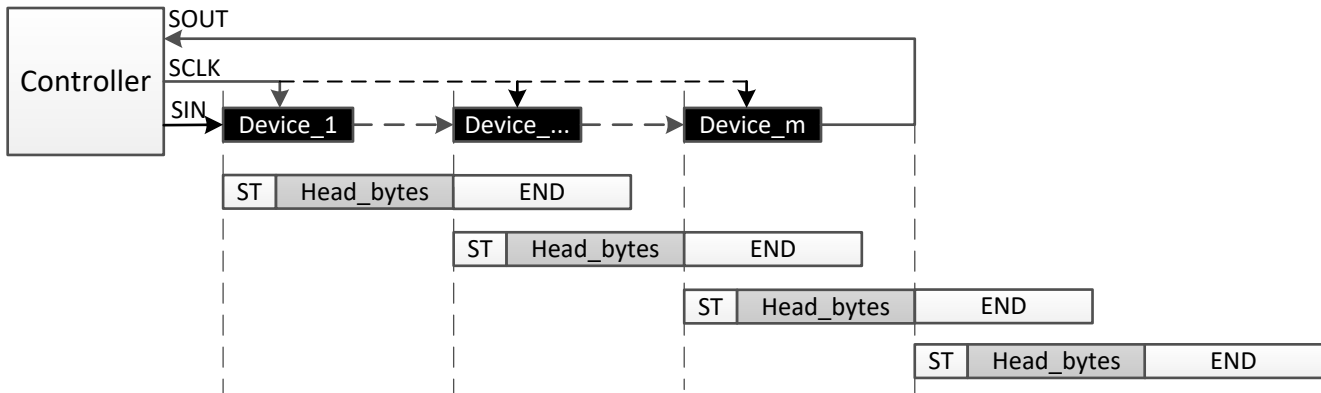 SOUT
Controller
SCLK
SIN
Device_1
Device_...
Device_m
ST Head_bytes END
ST Head_bytes END
ST Head_bytes END
ST Head_bytes END